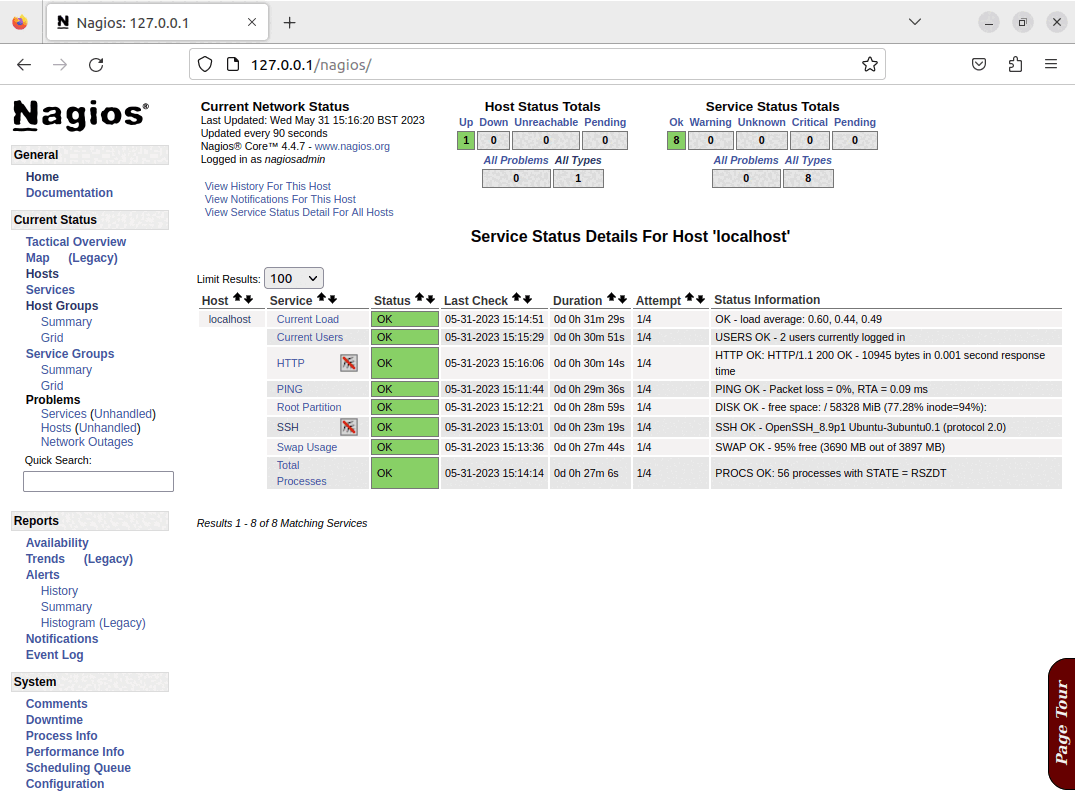 Nagios: 127.0.0.1
127.0.0.1/nagios/
Nagios®
General
Home
Documentation
Current Status
Tactical Overview
Map (Legacy)
Hosts
Services
Host Groups
Summary
Grid
Service Groups
Summary
Grid
Problems
Services (Unhandled)
Hosts (Unhandled)
Network Outages
Quick Search:
Reports
Availability
Trends (Legacy)
Alerts
History
Summary
Histogram (Legacy)
Notifications
Event Log
System
Comments
Downtime
Process Info
Performance Info
Scheduling Queue
Configuration
Current Network Status
Last Updated: Wed May 31 15:16:20 BST 2023
Updated every 90 seconds
Nagios® Core™ 4.4.7 - www.nagios.org
Logged in as nagiosadmin
View History For This Host
View Notifications For This Host
View Service Status Detail For All Hosts
Host Status Totals
Up Down Unreachable Pending
1 0 0 0
All Problems All Types
0 1
Service Status Totals
Ok Warning Unknown Critical Pending
8 0 0 0 0
All Problems All Types
0 8
Service Status Details For Host 'localhost'
Limit Results: 100
Host Service Status Last Check Duration Attempt Status Information
localhost Current Load OK 05-31-2023 15:14:51 0d 0h 31m 29s 1/4 OK - load average: 0.60, 0.44, 0.49
Current Users OK 05-31-2023 15:15:29 0d 0h 30m 51s 1/4 USERS OK - 2 users currently logged in
HTTP OK 05-31-2023 15:16:06 0d 0h 30m 14s 1/4 HTTP OK: HTTP/1.1 200 OK - 10945 bytes in 0.001 second response
time
PING OK 05-31-2023 15:11:44 0d 0h 29m 36s 1/4 PING OK - Packet loss = 0%, RTA = 0.09 ms
Root Partition OK 05-31-2023 15:12:21 0d 0h 28m 59s 1/4 DISK OK - free space: / 58328 MiB (77.28% inode=94%):
SSH OK 05-31-2023 15:13:01 0d 0h 23m 19s 1/4 SSH OK - OpenSSH_8.9p1 Ubuntu-3ubuntu0.1 (protocol 2.0)
Swap Usage OK 05-31-2023 15:13:36 0d 0h 27m 44s 1/4 SWAP OK - 95% free (3690 MB out of 3897 MB)
Total
Processes OK 05-31-2023 15:14:14 0d 0h 27m 6s 1/4 PROCS OK: 56 processes with STATE = RSZDT
Results 1 - 8 of 8 Matching Services
Page Tour